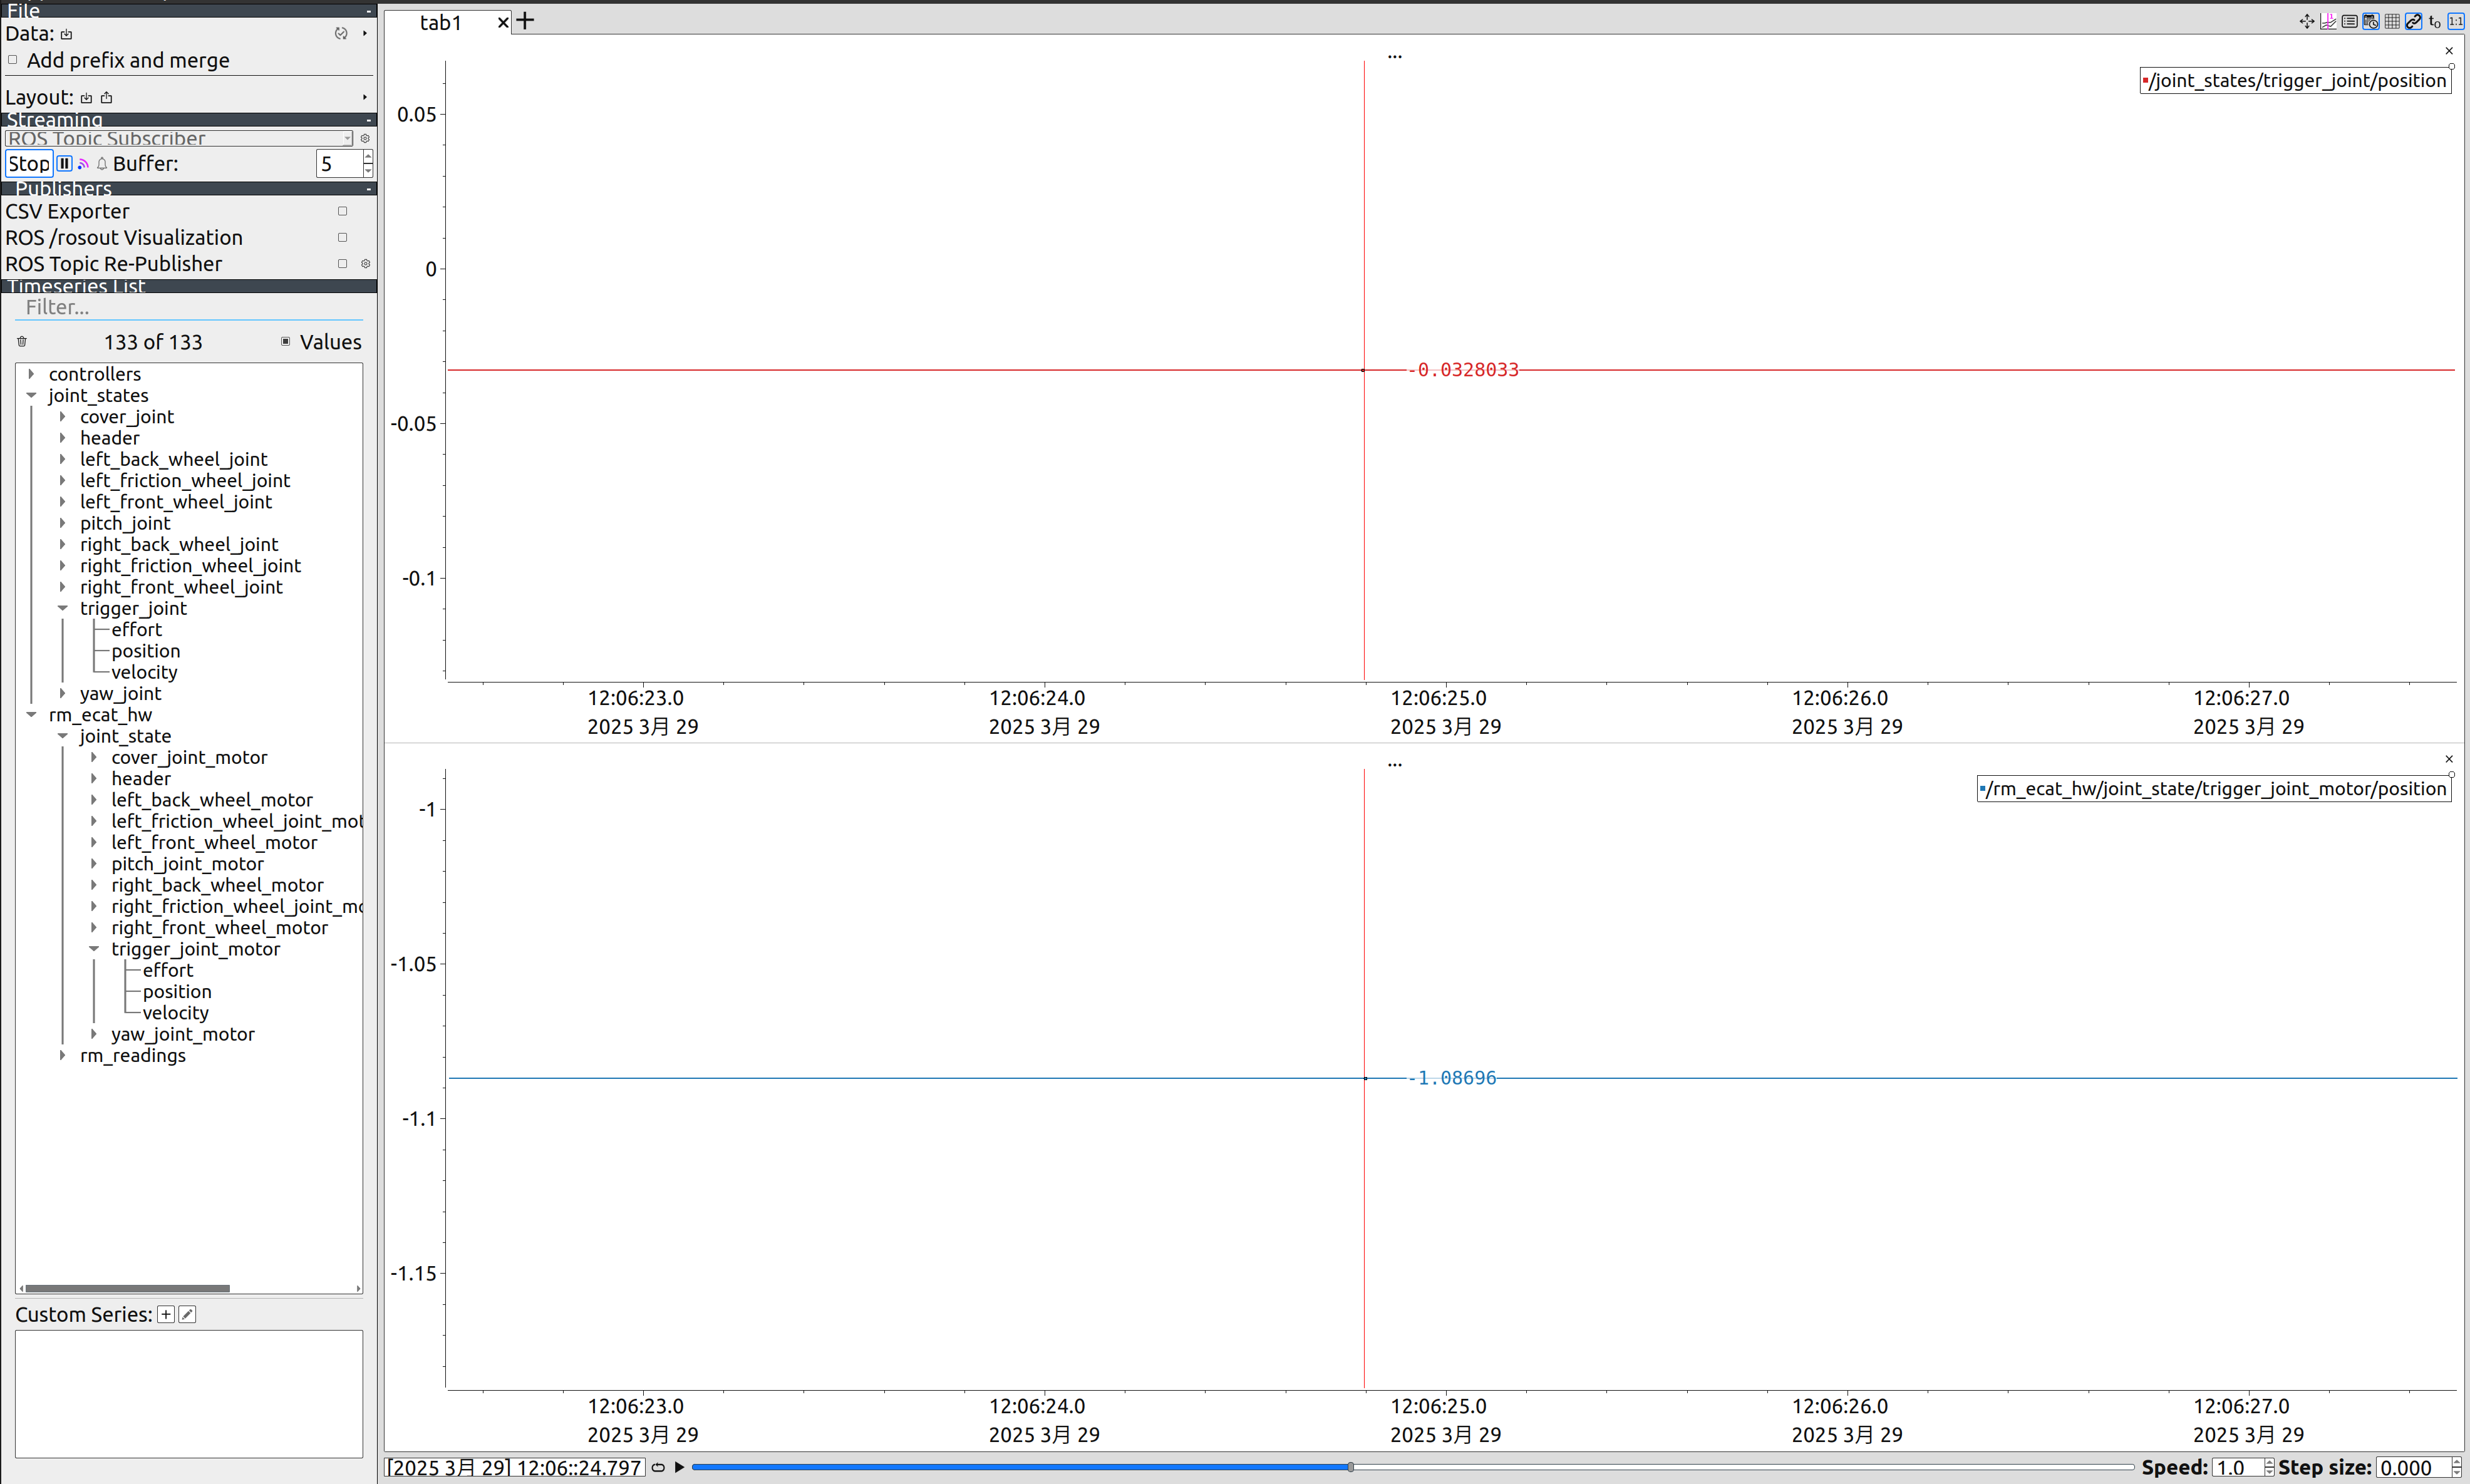 File
-
Data:
Add prefix and merge
Layout:
Streaming
-
ROS Topic Subscriber
Stop
Buffer:
5
Publishers
-
CSV Exporter
ROS /rosout Visualization
ROS Topic Re-Publisher
Timeseries List
Filter...
133 of 133
Values
controllers
joint_states
cover_joint
header
left_back_wheel_joint
left_friction_wheel_joint
left_front_wheel_joint
pitch_joint
right_back_wheel_joint
right_friction_wheel_joint
right_front_wheel_joint
trigger_joint
effort
position
velocity
yaw_joint
rm_ecat_hw
joint_state
cover_joint_motor
header
left_back_wheel_motor
left_friction_wheel_joint_mot
left_front_wheel_motor
pitch_joint_motor
right_back_wheel_motor
right_friction_wheel_joint_mo
right_front_wheel_motor
trigger_joint_motor
effort
position
velocity
yaw_joint_motor
rm_readings
Custom Series:
tab1
t₀
1:1
...
/joint_states/trigger_joint/position
0.05
0
-0.05
-0.1
-0.0328033
12:06:23.0 12:06:24.0 12:06:25.0 12:06:26.0 12:06:27.0
2025 3月 29 2025 3月 29 2025 3月 29 2025 3月 29 2025 3月 29
...
/rm_ecat_hw/joint_state/trigger_joint_motor/position
-1
-1.05
-1.1
-1.15
-1.08696
12:06:23.0 12:06:24.0 12:06:25.0 12:06:26.0 12:06:27.0
2025 3月 29 2025 3月 29 2025 3月 29 2025 3月 29 2025 3月 29
[2025 3月 29] 12:06::24.797
Speed: 1.0 Step size: 0.000